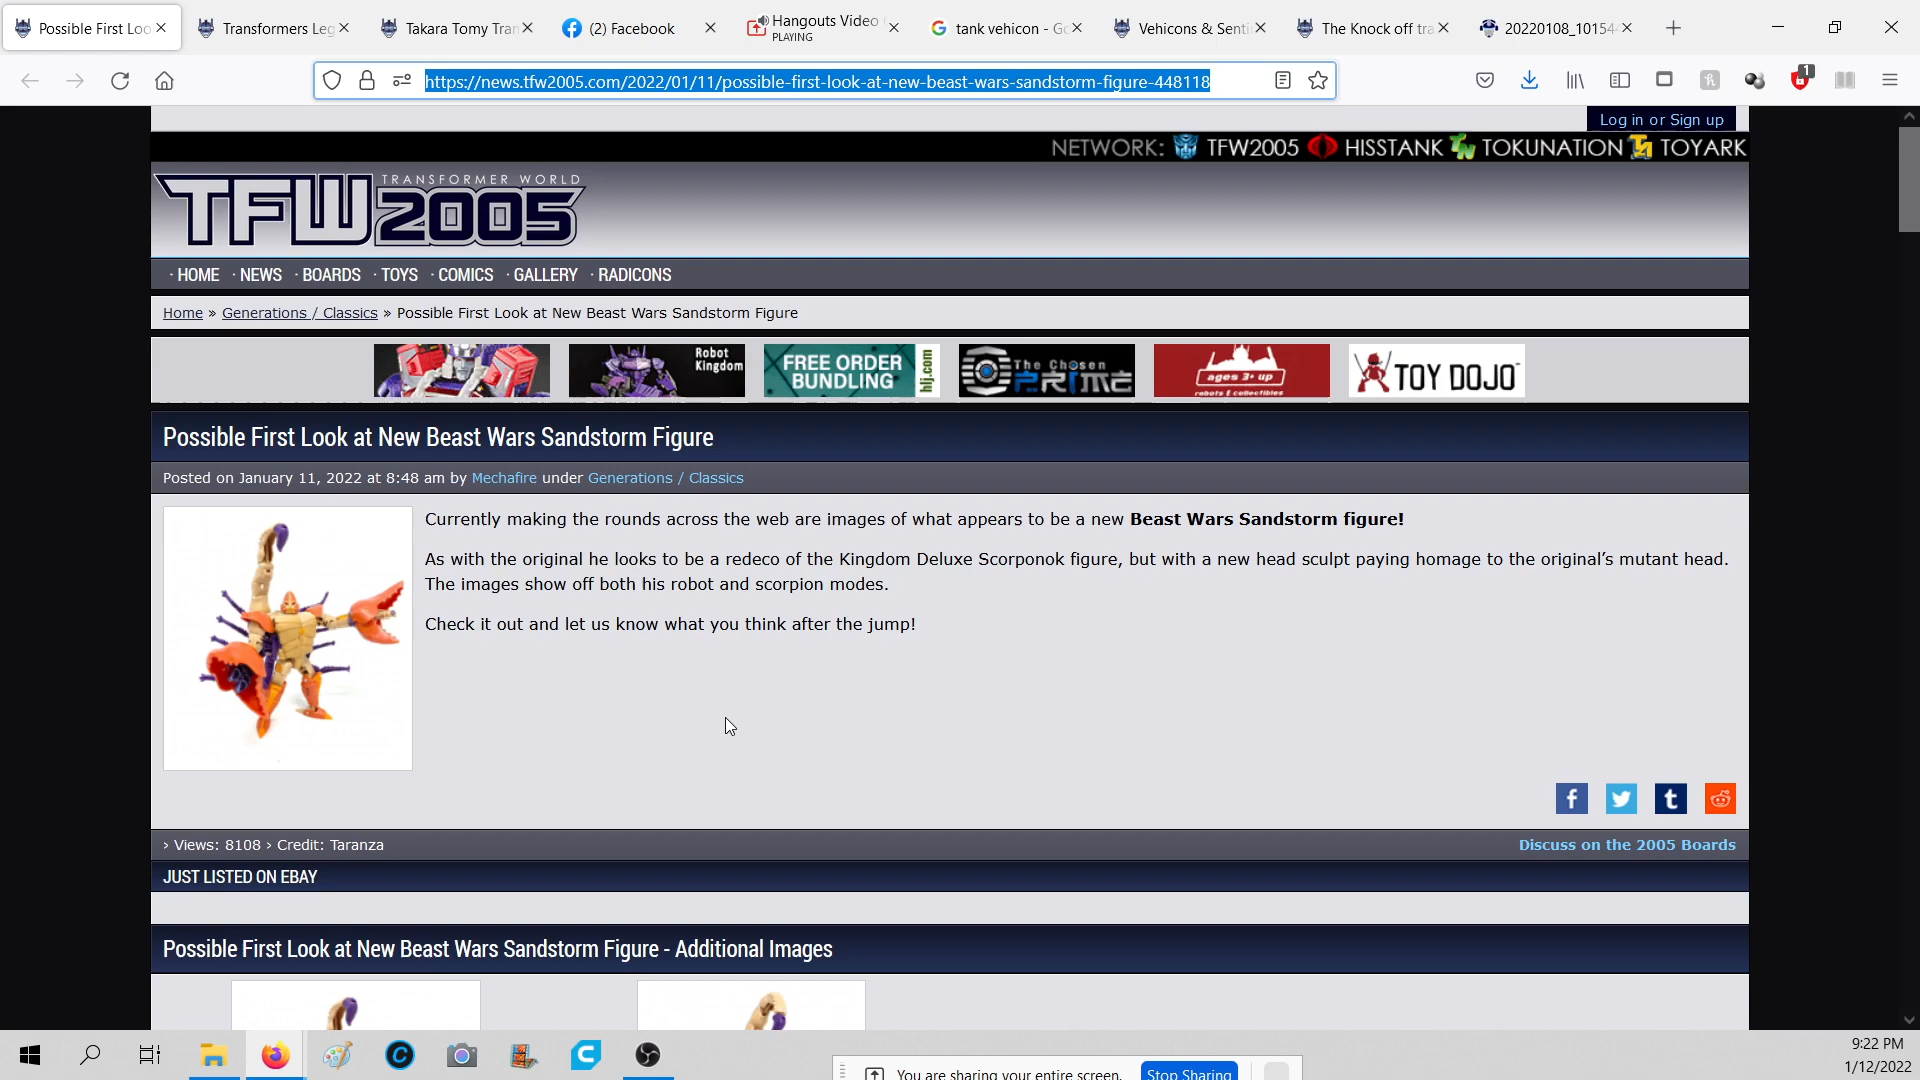 Possible First Loo
Transformers Leg
Takara Tomy Tran
(2) Facebook
Hangouts Video
PLAYING
tank vehicon - Go
Vehicons & Senti
The Knock off tra
20220108_10154
https://news.tfw2005.com/2022/01/11/possible-first-look-at-new-beast-wars-sandstorm-figure-448118
1
Log in or Sign up
NETWORK: TFW2005 HISSTANK TOKUNATION TOYARK
TRANSFORMER WORLD
TFW2005
· HOME · NEWS · BOARDS · TOYS · COMICS · GALLERY · RADICONS
Home » Generations / Classics » Possible First Look at New Beast Wars Sandstorm Figure
Robot
Kingdom
FREE ORDER
BUNDLING
hlj.com
The Chosen
PRIME
ages 3+ up
robots & collectibles
TOY DOJO
Possible First Look at New Beast Wars Sandstorm Figure
Posted on January 11, 2022 at 8:48 am by Mechafire under Generations / Classics
Currently making the rounds across the web are images of what appears to be a new Beast Wars Sandstorm figure!
As with the original he looks to be a redeco of the Kingdom Deluxe Scorponok figure, but with a new head sculpt paying homage to the original’s mutant head.
The images show off both his robot and scorpion modes.
Check it out and let us know what you think after the jump!
› Views: 8108 › Credit: Taranza
Discuss on the 2005 Boards
JUST LISTED ON EBAY
Possible First Look at New Beast Wars Sandstorm Figure - Additional Images
You are sharing your entire screen.
Stop Sharing
9:22 PM
1/12/2022